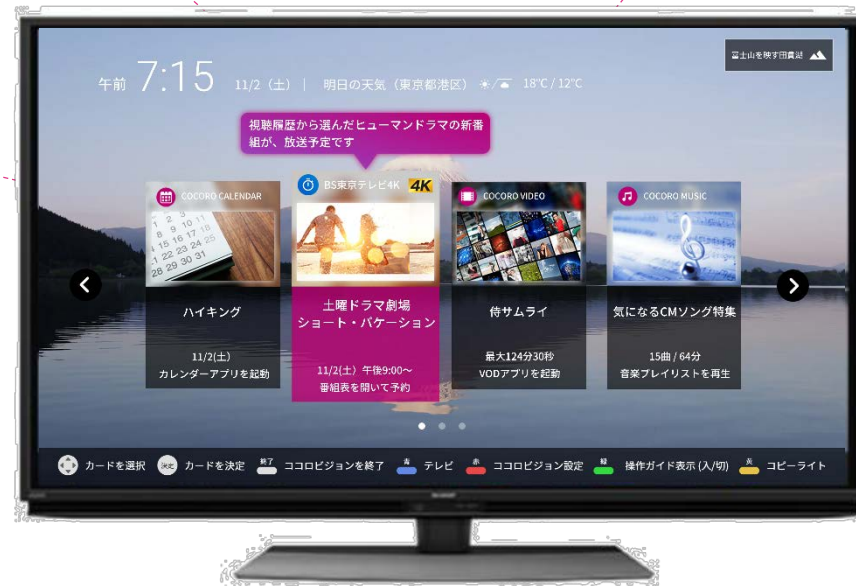 富士山を映す田貫湖
午前 7:15 11/2（土）｜ 明日の天気（東京都港区） 18℃ / 12℃
視聴履歴から選んだヒューマンドラマの新番
組が、放送予定です
COCORO CALENDAR
ハイキング
11/2(土)
カレンダーアプリを起動
BS東京テレビ4K 4K
土曜ドラマ劇場
ショート・バケーション
11/2(土) 午後9:00〜
番組表を開いて予約
COCORO VIDEO
侍サムライ
最大124分30秒
VODアプリを起動
COCORO MUSIC
気になるCMソング特集
15曲 / 64分
音楽プレイリストを再生
カードを選択 決定 カードを決定 終了 ココロビジョンを終了 青 テレビ 赤 ココロビジョン設定 緑 操作ガイド表示 (入/切) 黄 コピーライト